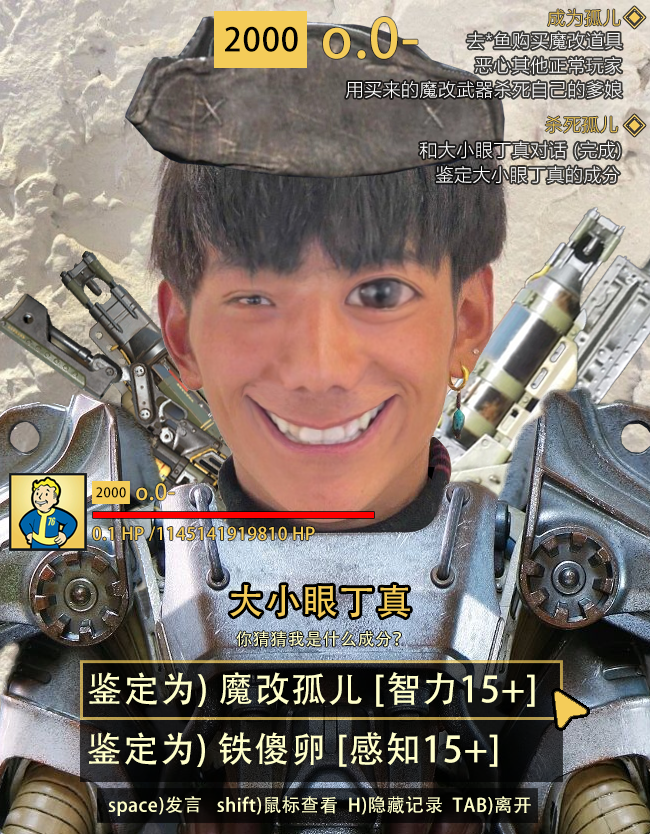 2000 o.0-
成为孤儿
去*鱼购买魔改道具
恶心其他正常玩家
用买来的魔改武器杀死自己的爹娘
杀死孤儿
和大小眼丁真对话 (完成)
鉴定大小眼丁真的成分
76
2000 o.0-
0.1 HP /1145141919810 HP
大小眼丁真
你猜猜我是什么成分?
鉴定为) 魔改孤儿 [智力15+]
鉴定为) 铁傻卵 [感知15+]
space)发言 shift)鼠标查看 H)隐藏记录 TAB)离开